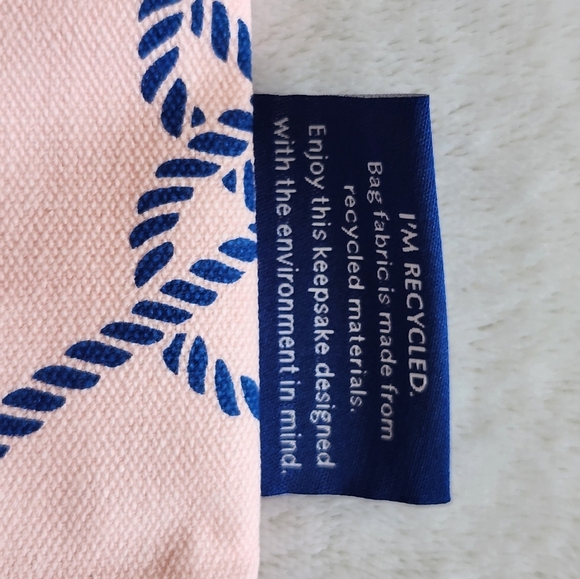 I'M RECYCLED.
Bag fabric is made from
recycled materials.
Enjoy this keepsake designed
with the environment in mind.